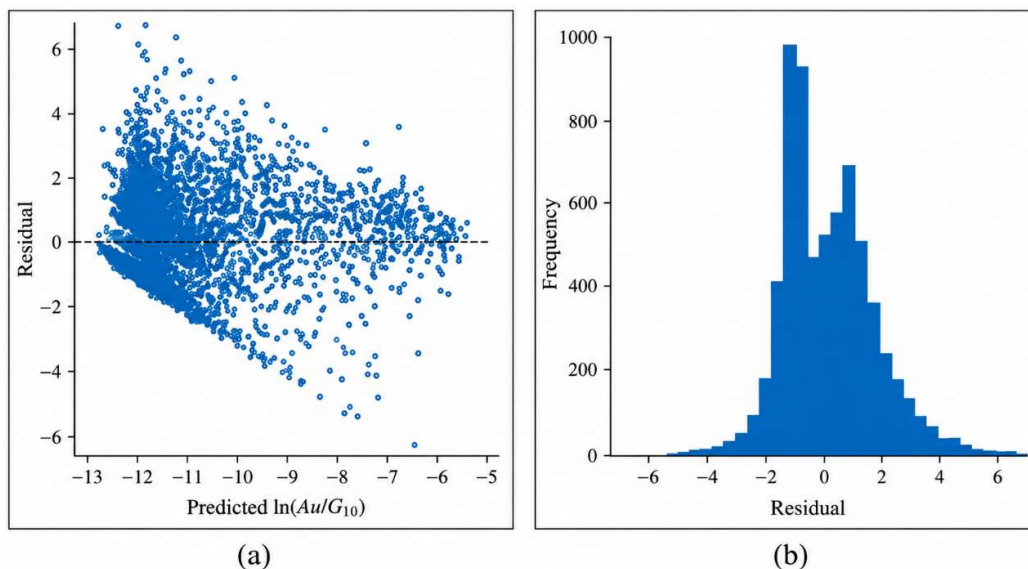 6
4
2
0
−2
−4
−6
Residual
−13 −12 −11 −10 −9 −8 −7 −6 −5
Predicted ln(Au/G10)
(a)
1000
800
600
400
200
0
Frequency
−6 −4 −2 0 2 4 6
Residual
(b)